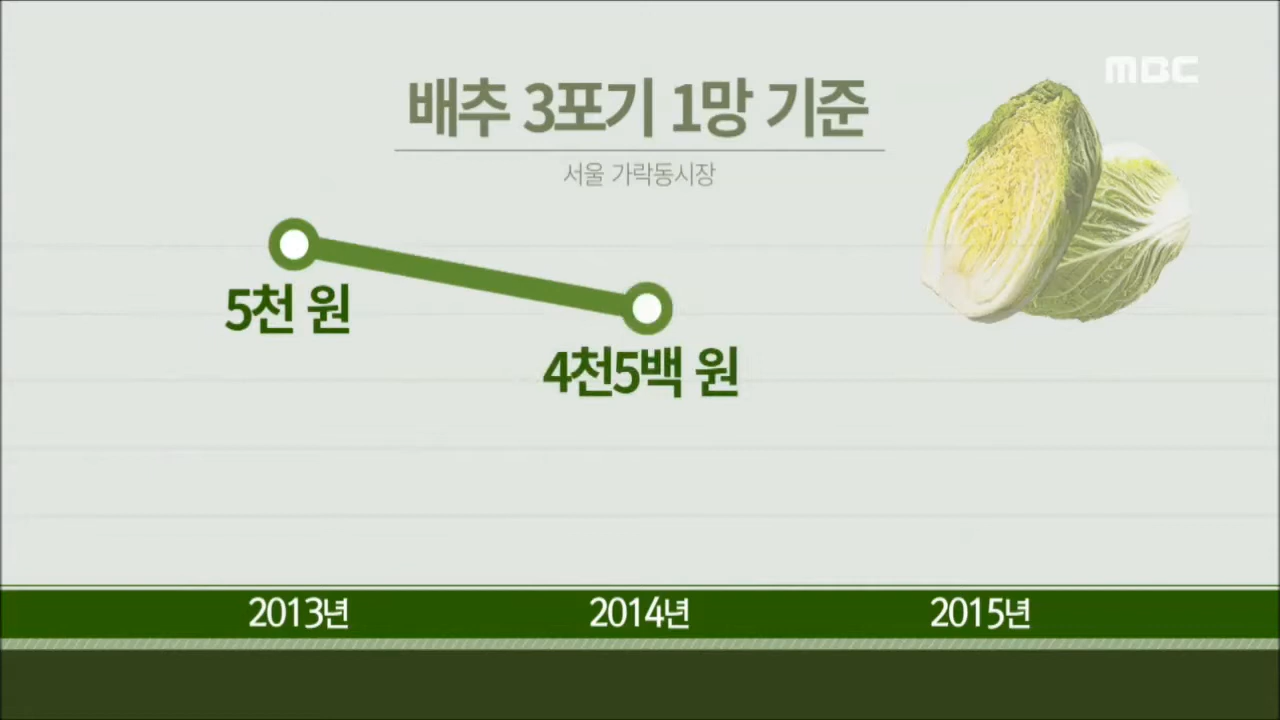 MBC
배추 3포기 1망 기준
서울 가락동시장
5천 원
4천5백 원
2013년 2014년 2015년